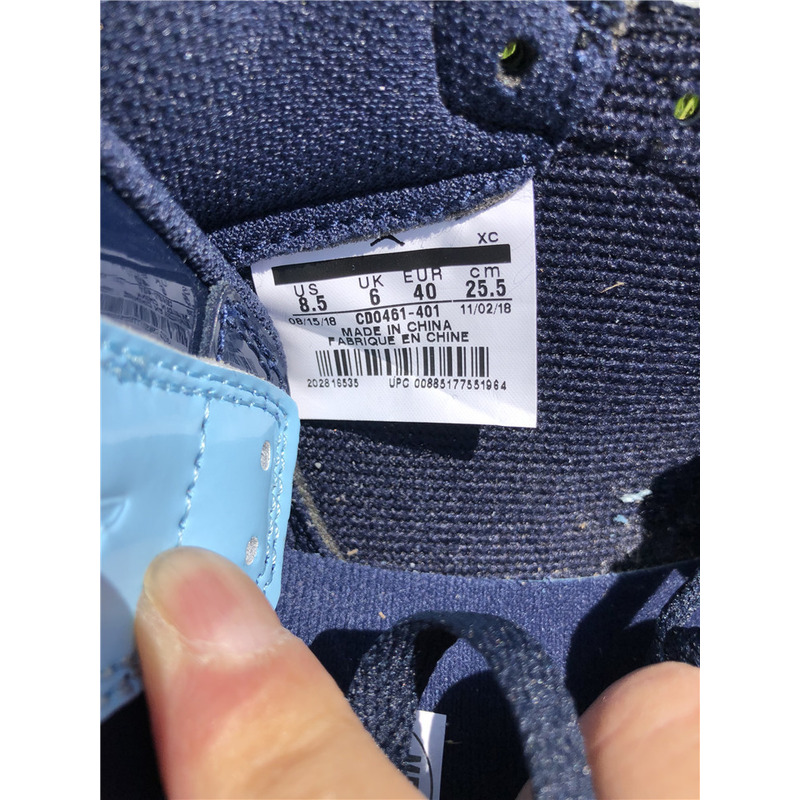 XC
US UK EUR cm
8.5 6 40 25.5
08/15/18 CD0461-401 11/02/18
MADE IN CHINA
FABRIQUE EN CHINE
202816535 UPC 00885177551964